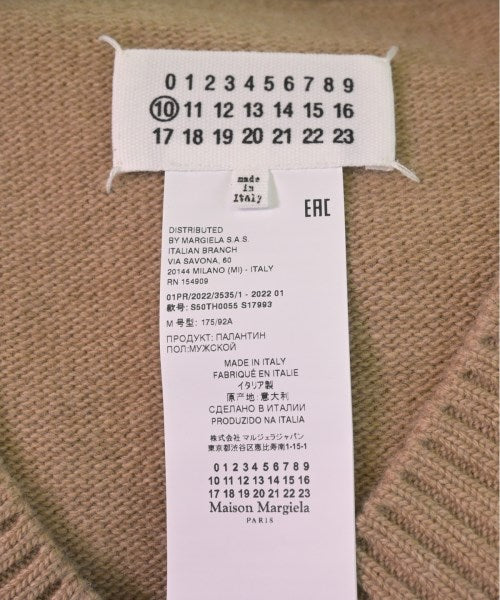 0 1 2 3 4 5 6 7 8 9
10 11 12 13 14 15 16
17 18 19 20 21 22 23
made
in
Italy
EAC
DISTRIBUTED
BY MARGIELA S.A.S.
ITALIAN BRANCH
VIA SAVONA, 60
20144 MILANO (MI) - ITALY
RN 154909
01PR/2022/3535/1 - 2022 01
款号: S50TH0055 S17993
M 号型: 175/92A
ПРОДУКТ: ПАЛАНТИН
ПОЛ:МУЖСКОЙ
MADE IN ITALY
FABRIQUÉ EN ITALIE
イタリア製
原产地: 意大利
СДЕЛАНО В ИТАЛИИ
PRODUZIDO NA ITALIA
株式会社 マルジェラジャパン
東京都渋谷区恵比寿南1-15-1
0 1 2 3 4 5 6 7 8 9
10 11 12 13 14 15 16
17 18 19 20 21 22 23
Maison Margiela
PARIS